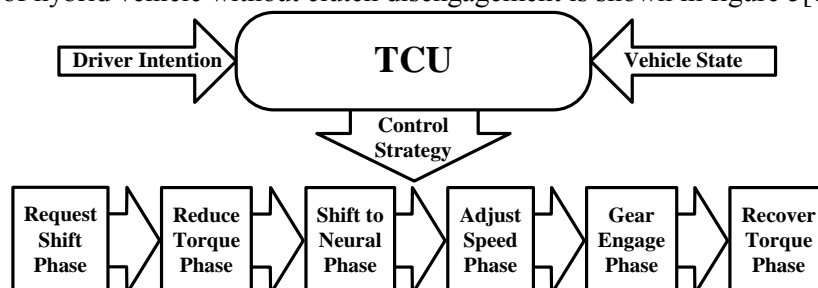 of hybrid vehicle without clutch disengagement is shown in figure 3[
Driver Intention
TCU
Vehicle State
Control
Strategy
Request
Shift
Phase
Reduce
Torque
Phase
Shift to
Neural
Phase
Adjust
Speed
Phase
Gear
Engage
Phase
Recover
Torque
Phase